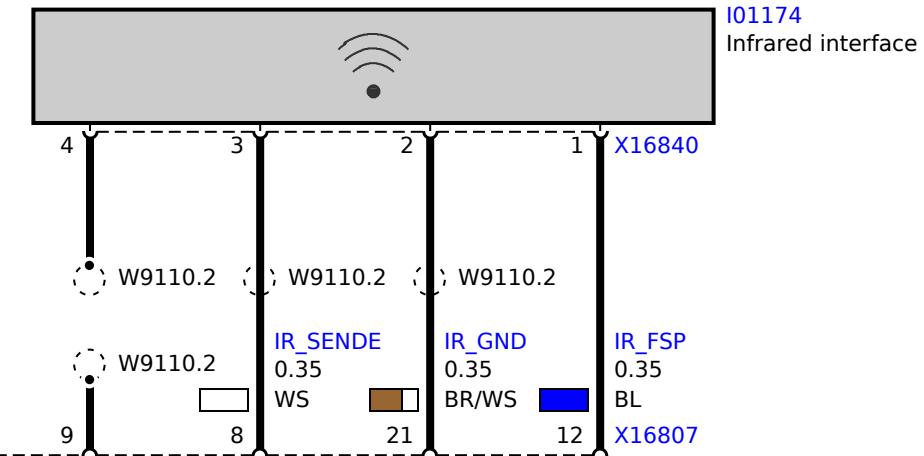 I01174
Infrared interface
4 3 2 1 X16840
W9110.2 W9110.2 W9110.2
IR_SENDE IR_GND IR_FSP
W9110.2 0.35 0.35 0.35
WS BR/WS BL
9 8 21 12 X16807